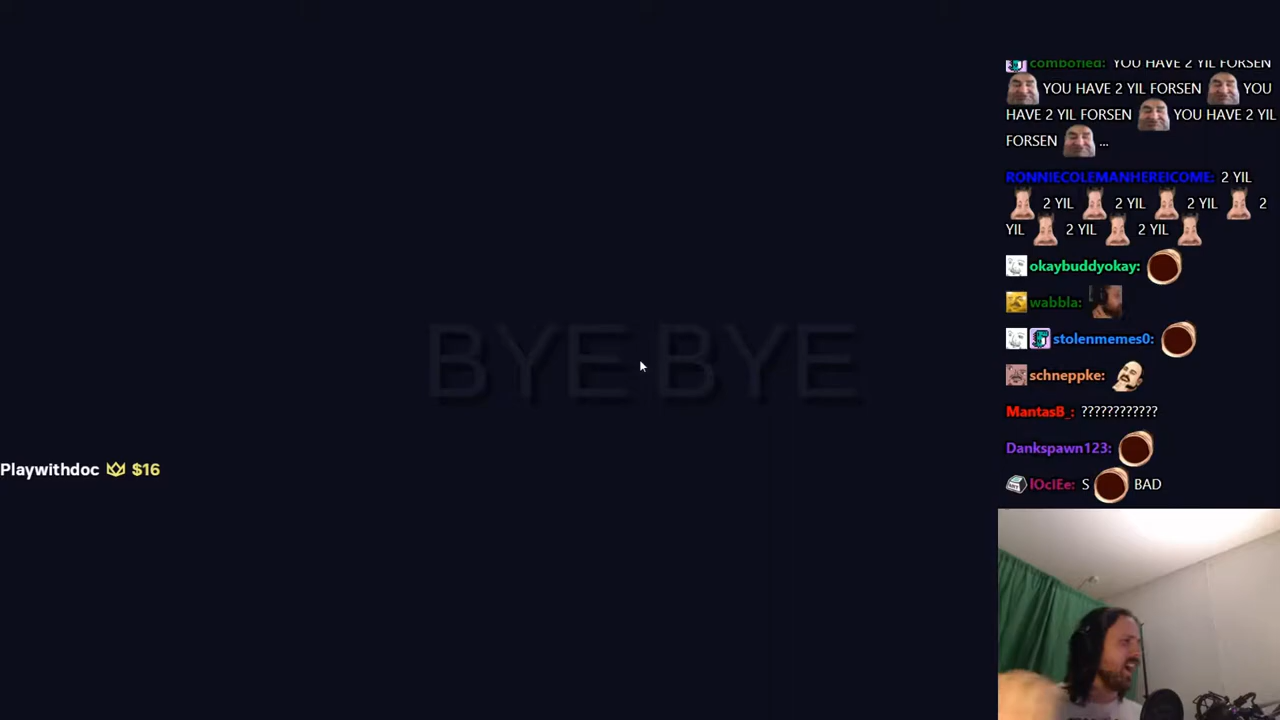 combofied: YOU HAVE 2 YIL FORSEN
YOU HAVE 2 YIL FORSEN YOU
HAVE 2 YIL FORSEN YOU HAVE 2 YIL
FORSEN ...
RONNIECOLEMANHEREICOME: 2 YIL
2 YIL 2 YIL 2 YIL 2
YIL 2 YIL 2 YIL
okaybuddyokay:
wabbla:
BYE BYE
stolenmemes0:
schneppke:
MantasB_: ????????????
Dankspawn123:
Playwithdoc $16
lOcIEe: S BAD